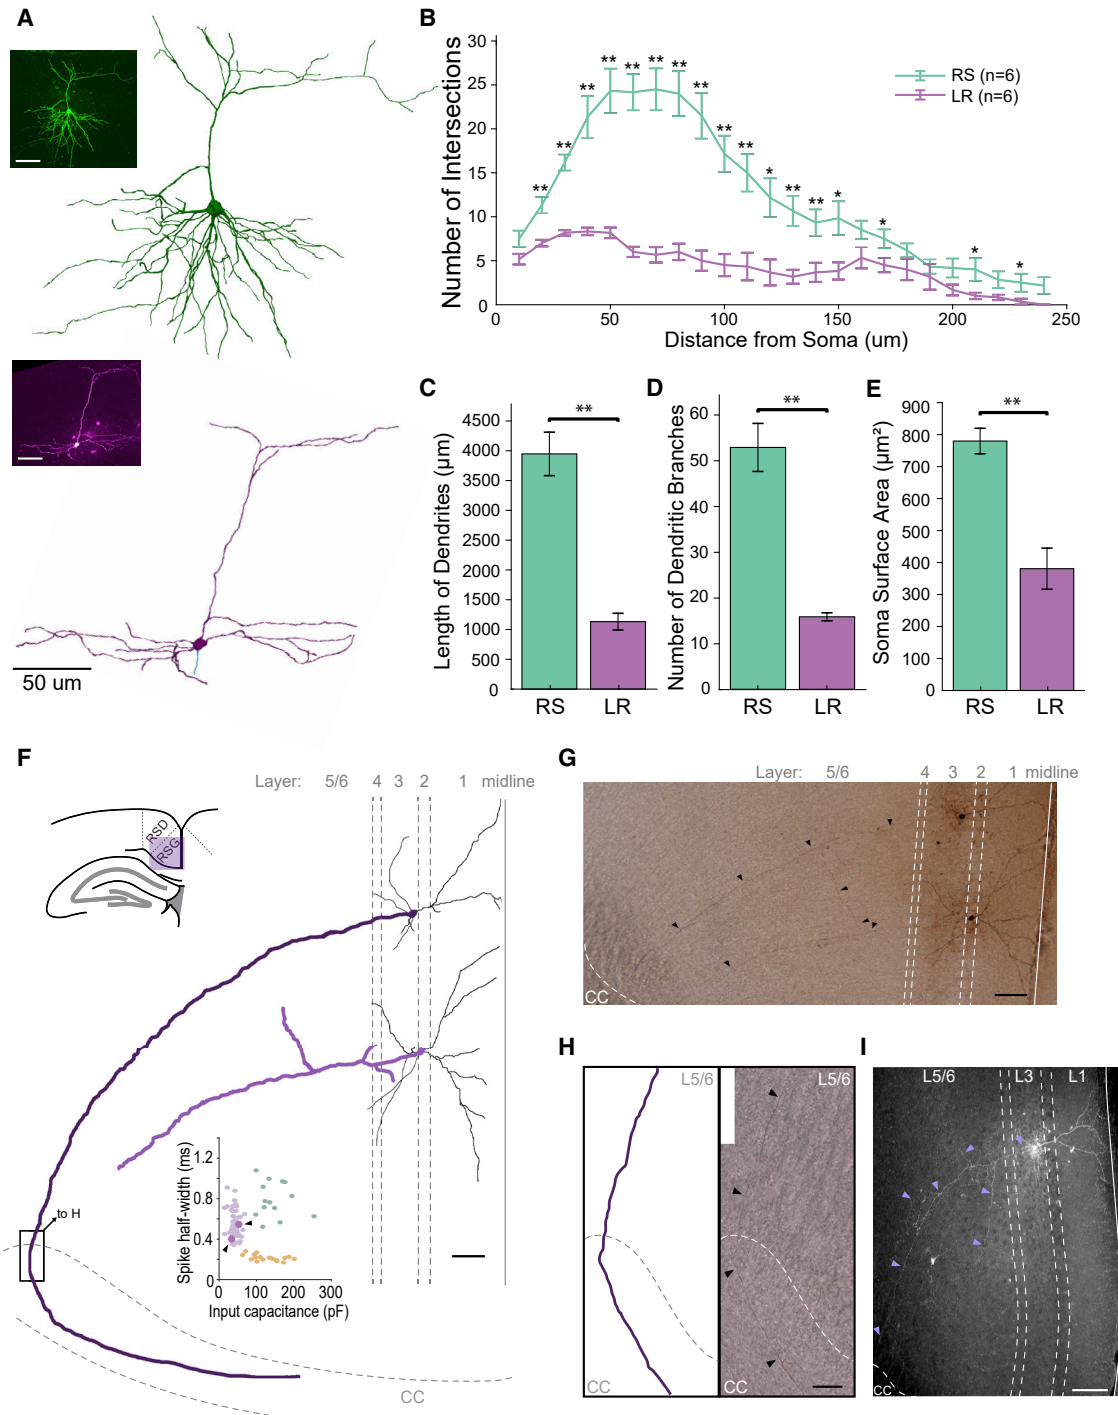 A
50 um
B
Number of Intersections
30
25
20
15
10
5
0
** ** ** ** ** ** ** ** ** ** * ** ** * * * *
RS (n=6)
LR (n=6)
0 50 100 150 200 250
Distance from Soma (um)
C
Length of Dendrites (µm)
4500
4000
3500
3000
2500
2000
1500
1000
500
0
**
RS LR
D
Number of Dendritic Branches
60
50
40
30
20
10
0
**
RS LR
E
Soma Surface Area (µm²)
900
800
700
600
500
400
300
200
100
0
**
RS LR
F
Layer: 5/6 4 3 2 1 midline
RSD
RSG
to H
Spike half-width (ms)
1.2
0.8
0.4
0
0 100 200 300
Input capacitance (pF)
CC
G
Layer: 5/6 4 3 2 1 midline
CC
H
L5/6
CC
L5/6
CC
I
L5/6 L3 L1
CC